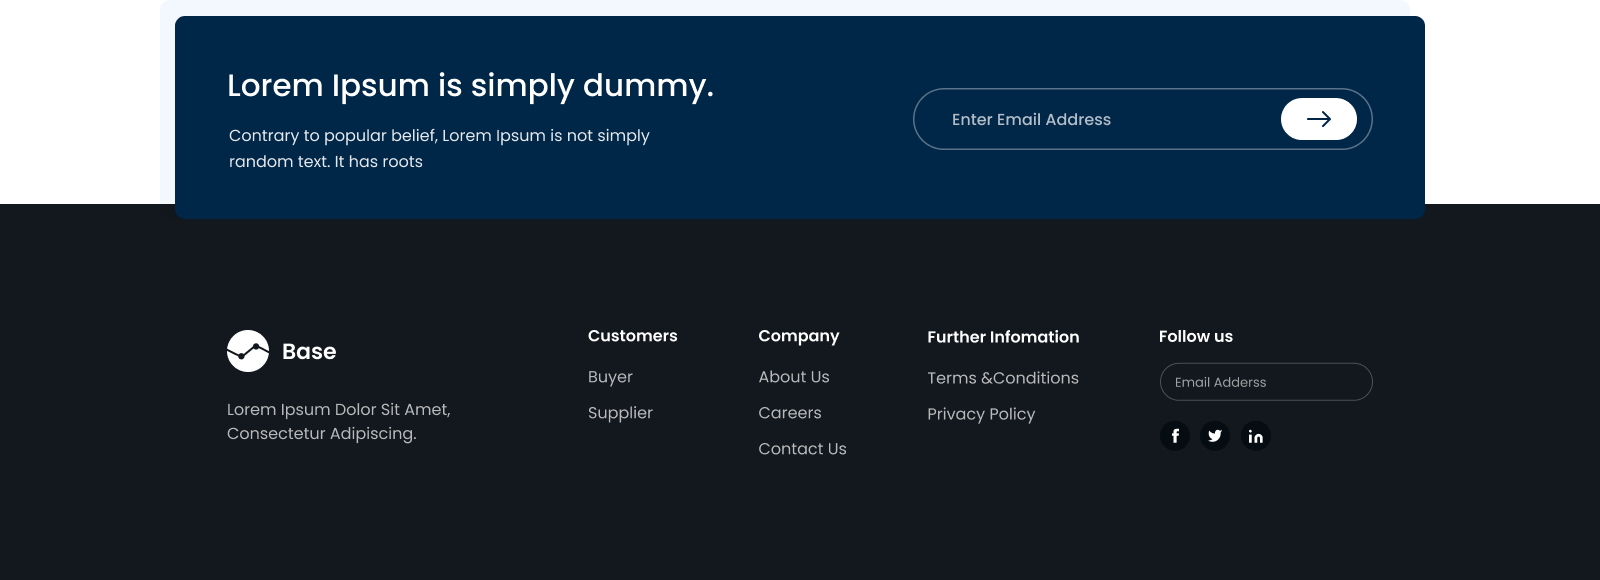 Lorem Ipsum is simply dummy.
Contrary to popular belief, Lorem Ipsum is not simply
random text. It has roots
Enter Email Address
Base
Lorem Ipsum Dolor Sit Amet,
Consectetur Adipiscing.
Customers
Buyer
Supplier
Company
About Us
Careers
Contact Us
Further Infomation
Terms &Conditions
Privacy Policy
Follow us
Email Adderss